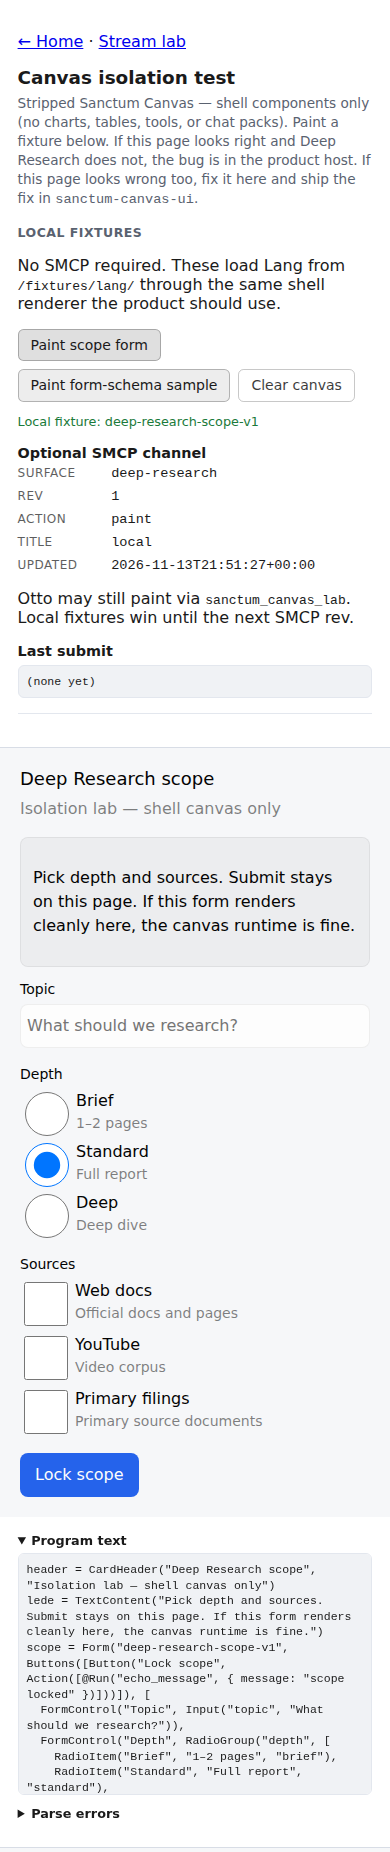 ← Home · Stream lab
Canvas isolation test
Stripped Sanctum Canvas — shell components only
(no charts, tables, tools, or chat packs). Paint a
fixture below. If this page looks right and Deep
Research does not, the bug is in the product host. If
this page looks wrong too, fix it here and ship the
fix in sanctum-canvas-ui.
LOCAL FIXTURES
No SMCP required. These load Lang from
/fixtures/lang/ through the same shell
renderer the product should use.
Paint scope form
Paint form-schema sample Clear canvas
Local fixture: deep-research-scope-v1
Optional SMCP channel
SURFACE deep-research
REV 1
ACTION paint
TITLE local
UPDATED 2026-11-13T21:51:27+00:00
Otto may still paint via sanctum_canvas_lab.
Local fixtures win until the next SMCP rev.
Last submit
(none yet)
Deep Research scope
Isolation lab — shell canvas only
Pick depth and sources. Submit stays
on this page. If this form renders
cleanly here, the canvas runtime is fine.
Topic
What should we research?
Depth
Brief
1–2 pages
Standard
Full report
Deep
Deep dive
Sources
Web docs
Official docs and pages
YouTube
Video corpus
Primary filings
Primary source documents
Lock scope
▼ Program text
header = CardHeader("Deep Research scope",
"Isolation lab — shell canvas only")
lede = TextContent("Pick depth and sources.
Submit stays on this page. If this form renders
cleanly here, the canvas runtime is fine.")
scope = Form("deep-research-scope-v1",
Buttons([Button("Lock scope",
Action([@Run("echo_message", { message: "scope
locked" })]))]), [
FormControl("Topic", Input("topic", "What
should we research?")),
FormControl("Depth", RadioGroup("depth", [
RadioItem("Brief", "1–2 pages", "brief"),
RadioItem("Standard", "Full report",
"standard"),
▶ Parse errors